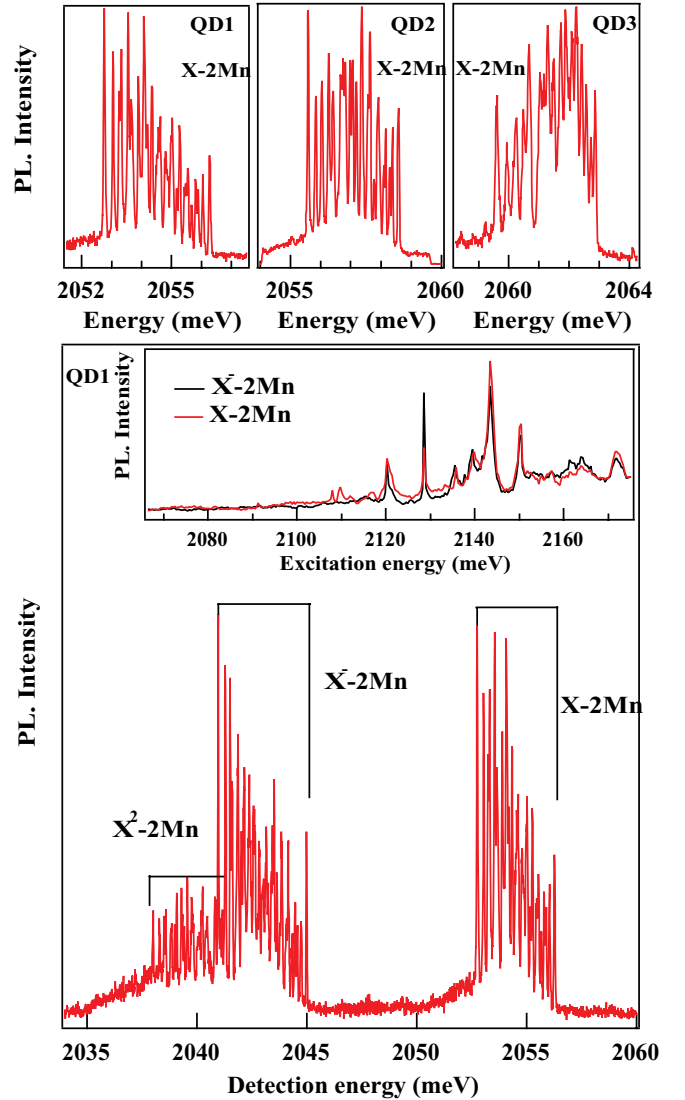 QD1
X-2Mn
QD2
X-2Mn
QD3
X-2Mn
PL. Intensity
2052 2055
2055 2060
2060 2064
Energy (meV)
Energy (meV)
Energy (meV)
QD1
X⁻-2Mn
X-2Mn
PL. Intensity
2080 2100 2120 2140 2160
Excitation energy (meV)
PL. Intensity
X⁻-2Mn
X-2Mn
X²-2Mn
2035 2040 2045 2050 2055 2060
Detection energy (meV)